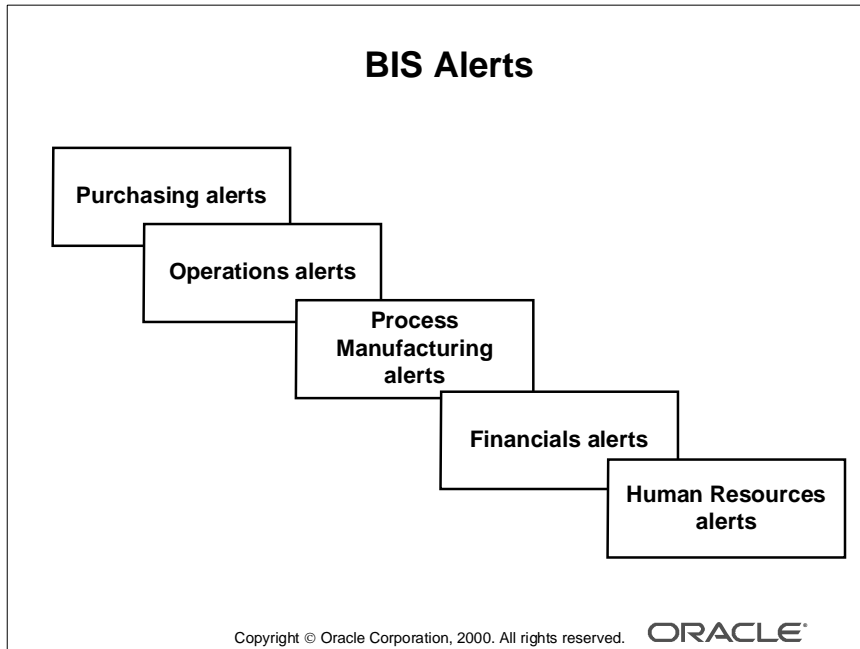 BIS Alerts
Purchasing alerts
Operations alerts
Process
Manufacturing
alerts
Financials alerts
Human Resources
alerts
Copyright © Oracle Corporation, 2000. All rights reserved. ORACLE®